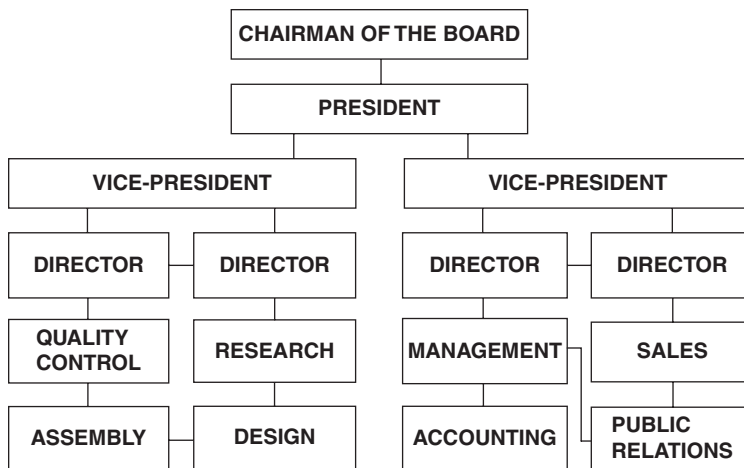 CHAIRMAN OF THE BOARD
PRESIDENT
VICE-PRESIDENT
VICE-PRESIDENT
DIRECTOR
DIRECTOR
DIRECTOR
DIRECTOR
QUALITY
CONTROL
RESEARCH
MANAGEMENT
SALES
ASSEMBLY
DESIGN
ACCOUNTING
PUBLIC
RELATIONS